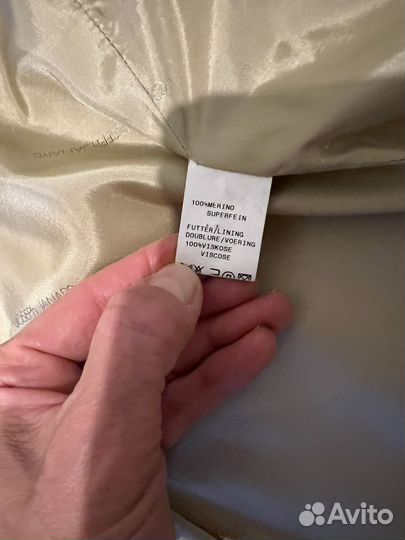 100%MERINO
SUPERFEIN
FUTTER/LINING
DOUBLURE/VOERING
100%VISKOSE
VISCOSE
Avito